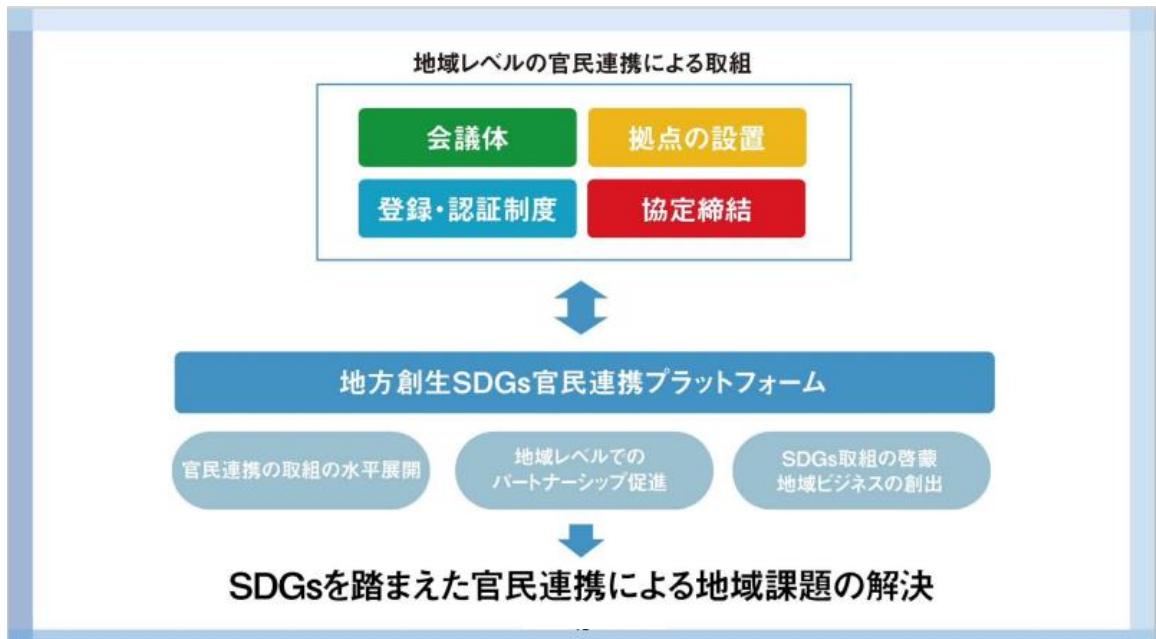 地域レベルの官民連携による取組
会議体
拠点の設置
登録・認証制度
協定締結
地方創生SDGs官民連携プラットフォーム
官民連携の取組の水平展開
地域レベルでの
パートナーシップ促進
SDGs取組の啓蒙
地域ビジネスの創出
SDGsを踏まえた官民連携による地域課題の解決